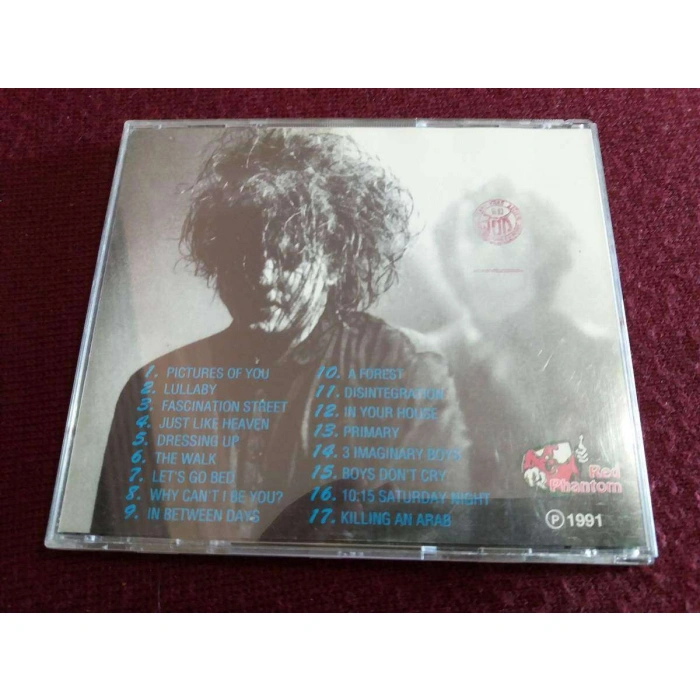 1. PICTURES OF YOU
2. LULLABY
3. FASCINATION STREET
4. JUST LIKE HEAVEN
5. DRESSING UP
6. THE WALK
7. LET'S GO BED
8. WHY CAN'T I BE YOU?
9. IN BETWEEN DAYS
10. A FOREST
11. DISINTEGRATION
12. IN YOUR HOUSE
13. PRIMARY
14. 3 IMAGINARY BOYS
15. BOYS DON'T CRY
16. 10:15 SATURDAY NIGHT
17. KILLING AN ARAB
Red
Phantom
Ⓟ 1991